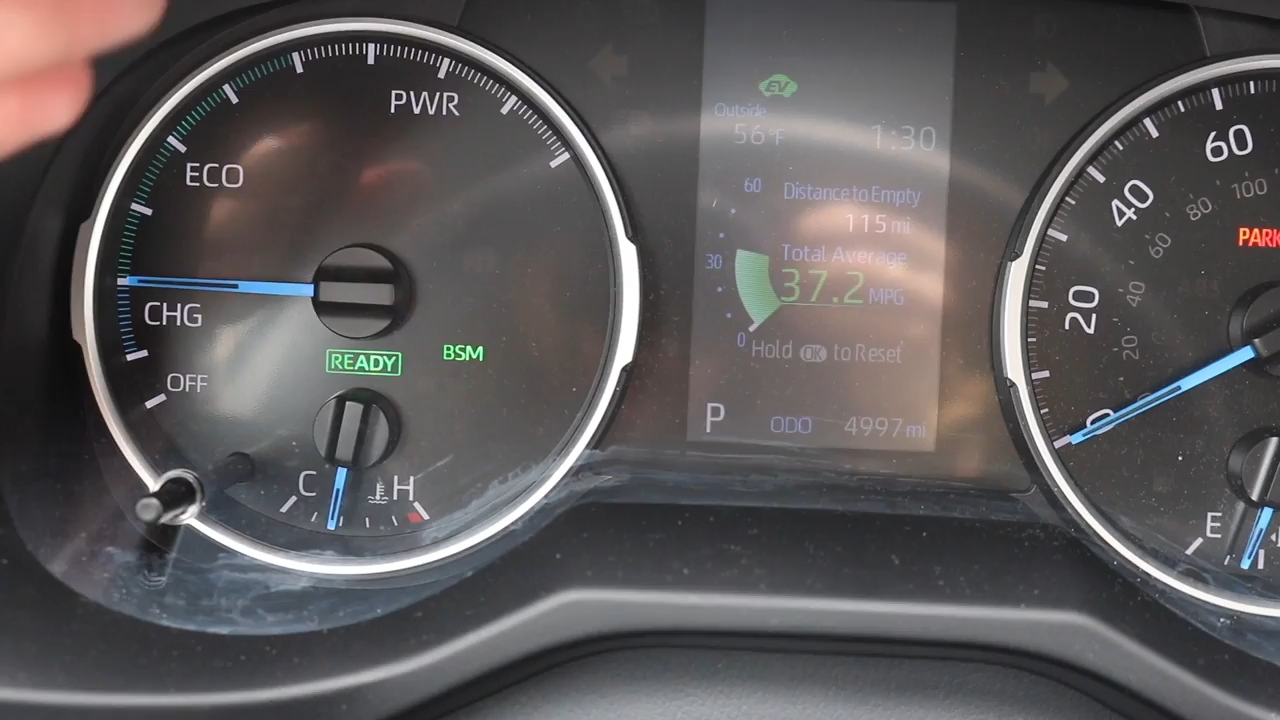 PWR
ECO
CHG
OFF
READY
BSM
C H
EV
Outside
56°F 1:30
60
30
0
Distance to Empty
115 mi
Total Average
37.2 MPG
Hold OK to Reset
P ODO 4997 mi
60
40
20
0
100
80
60
40
20
PARK
E